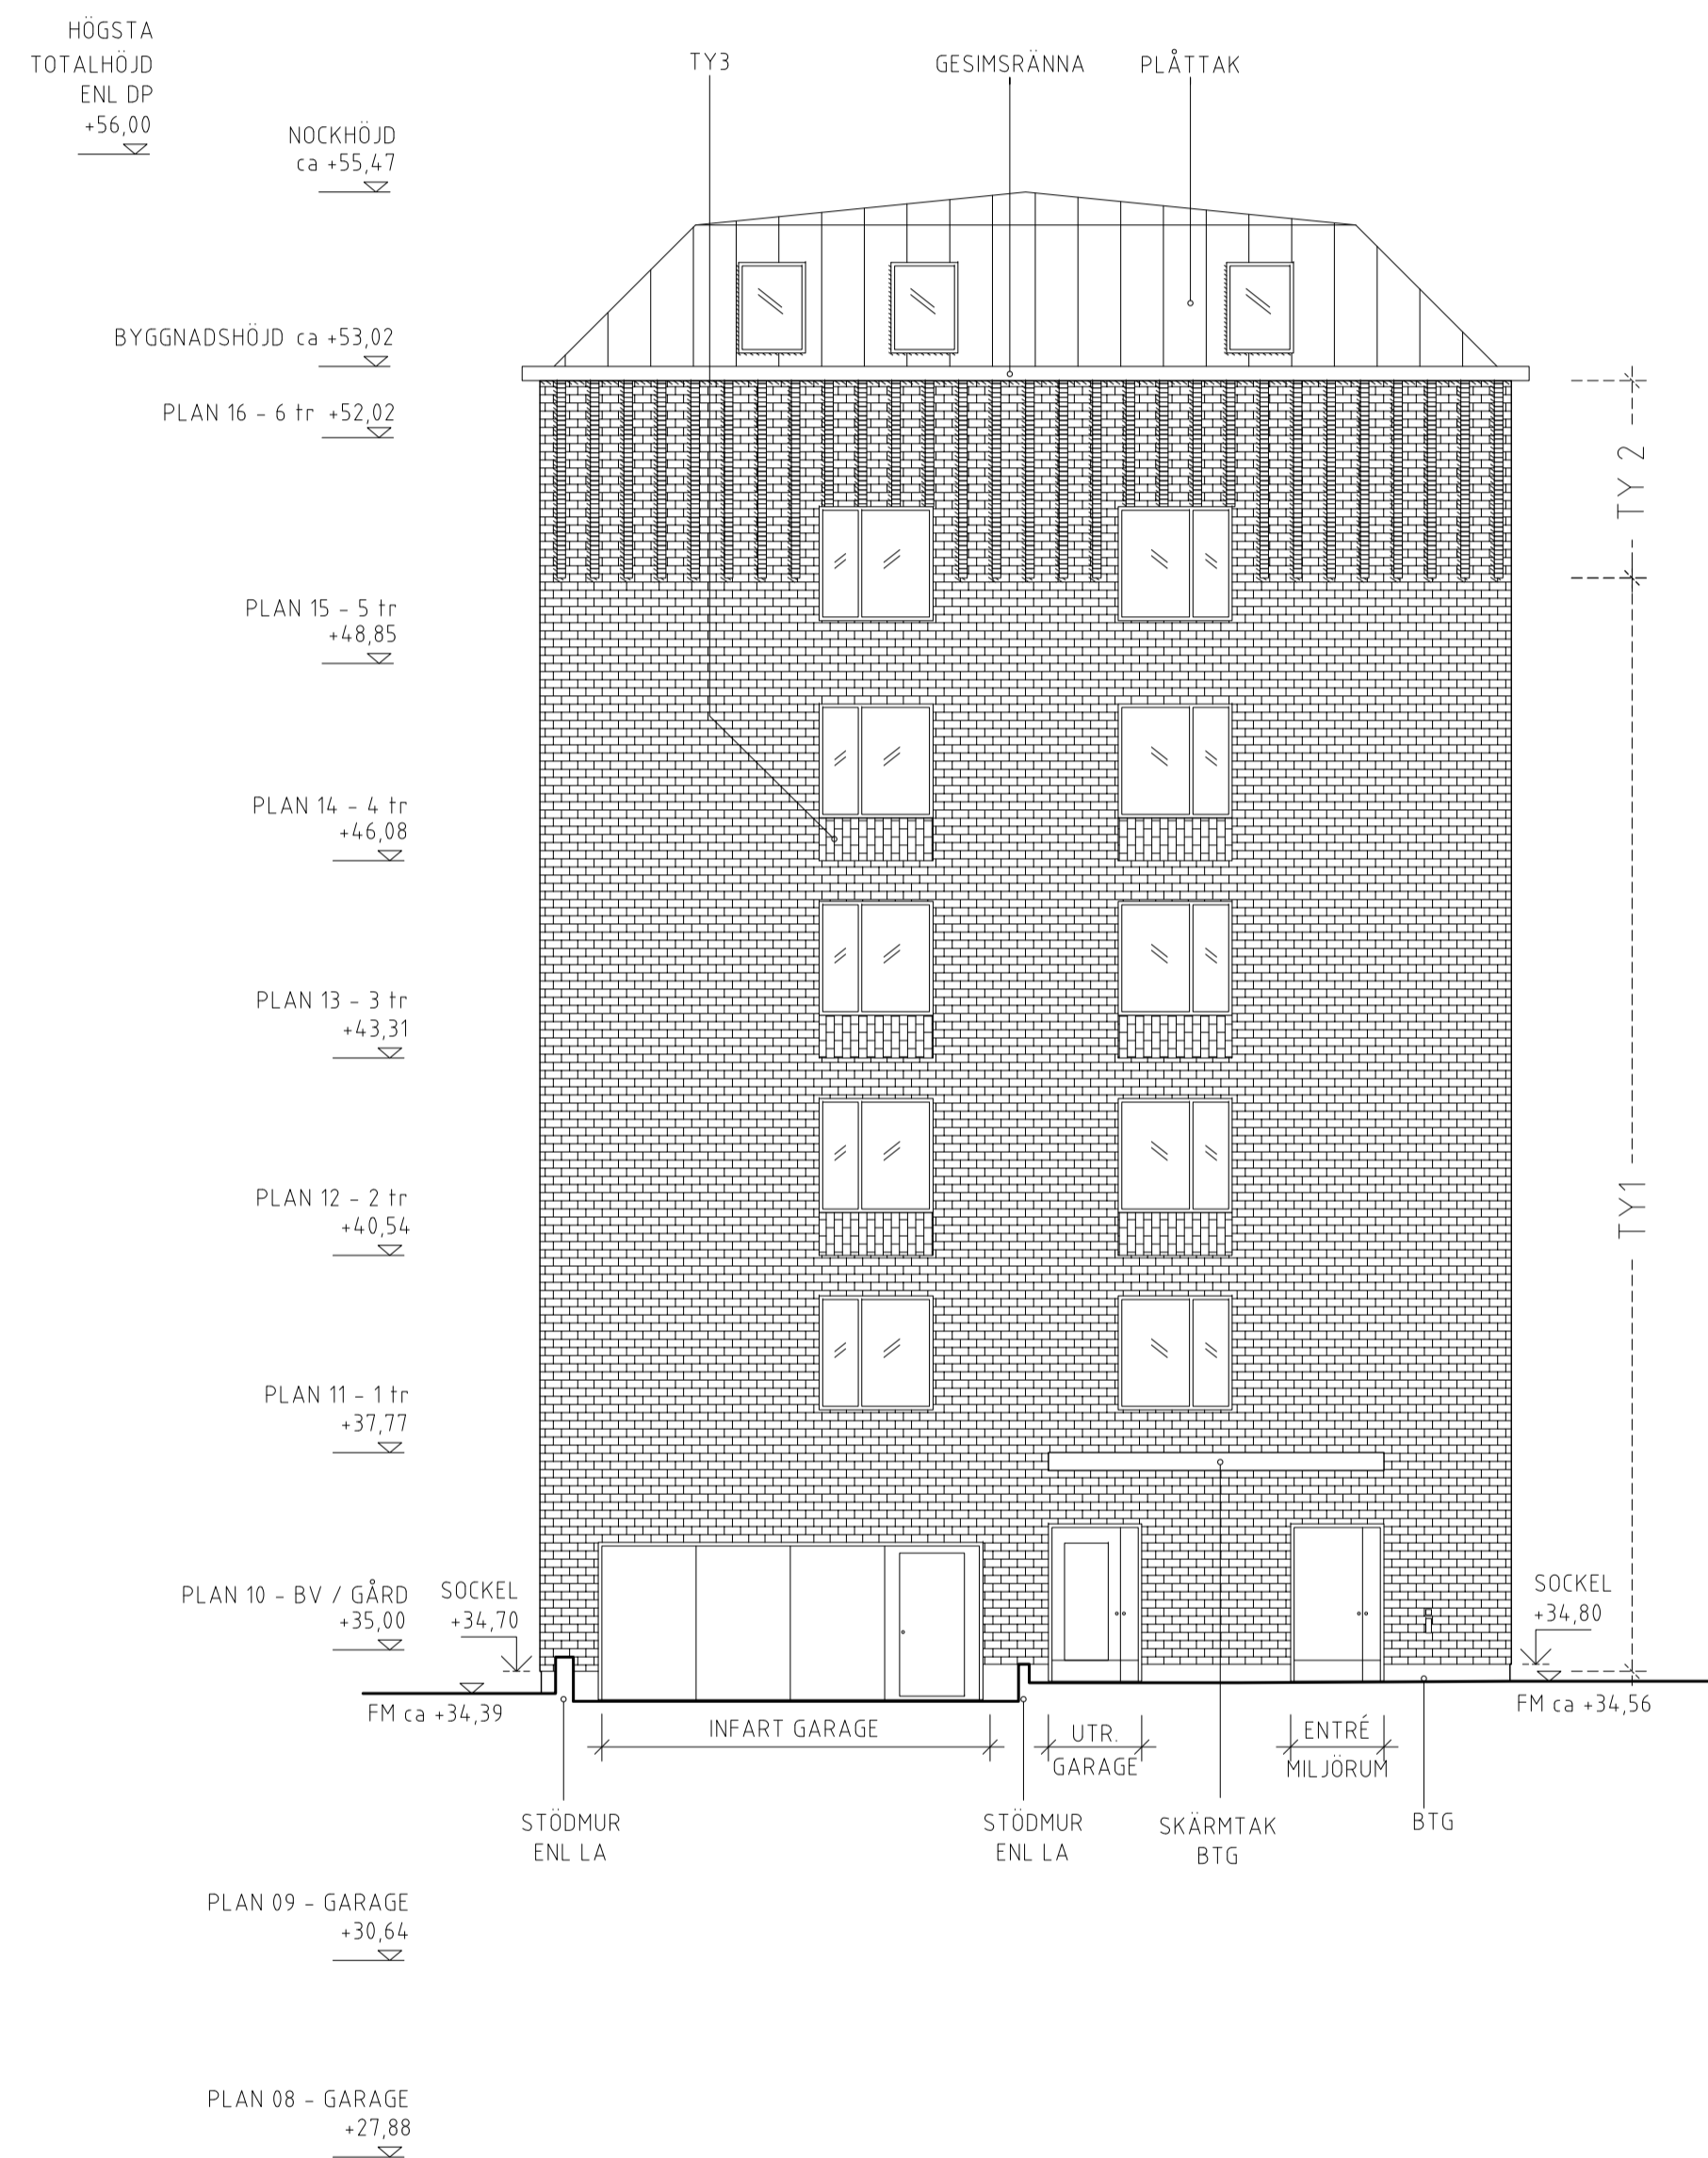 HÖGSTA
TOTALHÖJD
ENL DP
+56,00
NOCKHÖJD
ca +55,47
TY3
GESIMSRÄNNA
PLÅTTAK
BYGGNADSHÖJD ca +53,02
PLAN 16 - 6 tr +52,02
TY 2
PLAN 15 - 5 tr
+48,85
PLAN 14 - 4 tr
+46,08
PLAN 13 - 3 tr
+43,31
PLAN 12 - 2 tr
+40,54
TY1
PLAN 11 - 1 tr
+37,77
PLAN 10 - BV / GÅRD
+35,00
SOCKEL
+34,70
SOCKEL
+34,80
FM ca +34,39
FM ca +34,56
INFART GARAGE
UTR.
GARAGE
ENTRÉ
MILJÖRUM
STÖDMUR
ENL LA
STÖDMUR
ENL LA
SKÄRMTAK
BTG
BTG
PLAN 09 - GARAGE
+30,64
PLAN 08 - GARAGE
+27,88